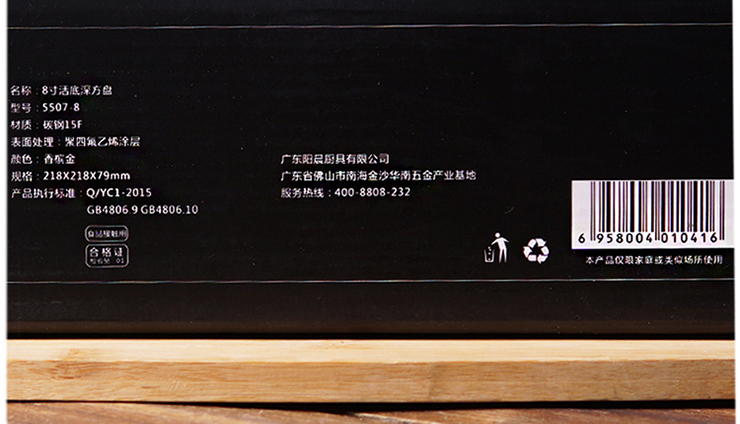 名称：8寸活底深方盘
型号：5507-8
材质：碳钢15F
表面处理：聚四氟乙烯涂层
颜色：香槟金
规格：218X218X79mm
产品执行标准：Q/YC1-2015
GB4806.9 GB4806.10
食品接触用
合格证
检验员 01
广东阳晨厨具有限公司
广东省佛山市南海金沙华南五金产业基地
服务热线：400-8808-232
6 958004 010416
本产品仅限家庭或类似场所使用